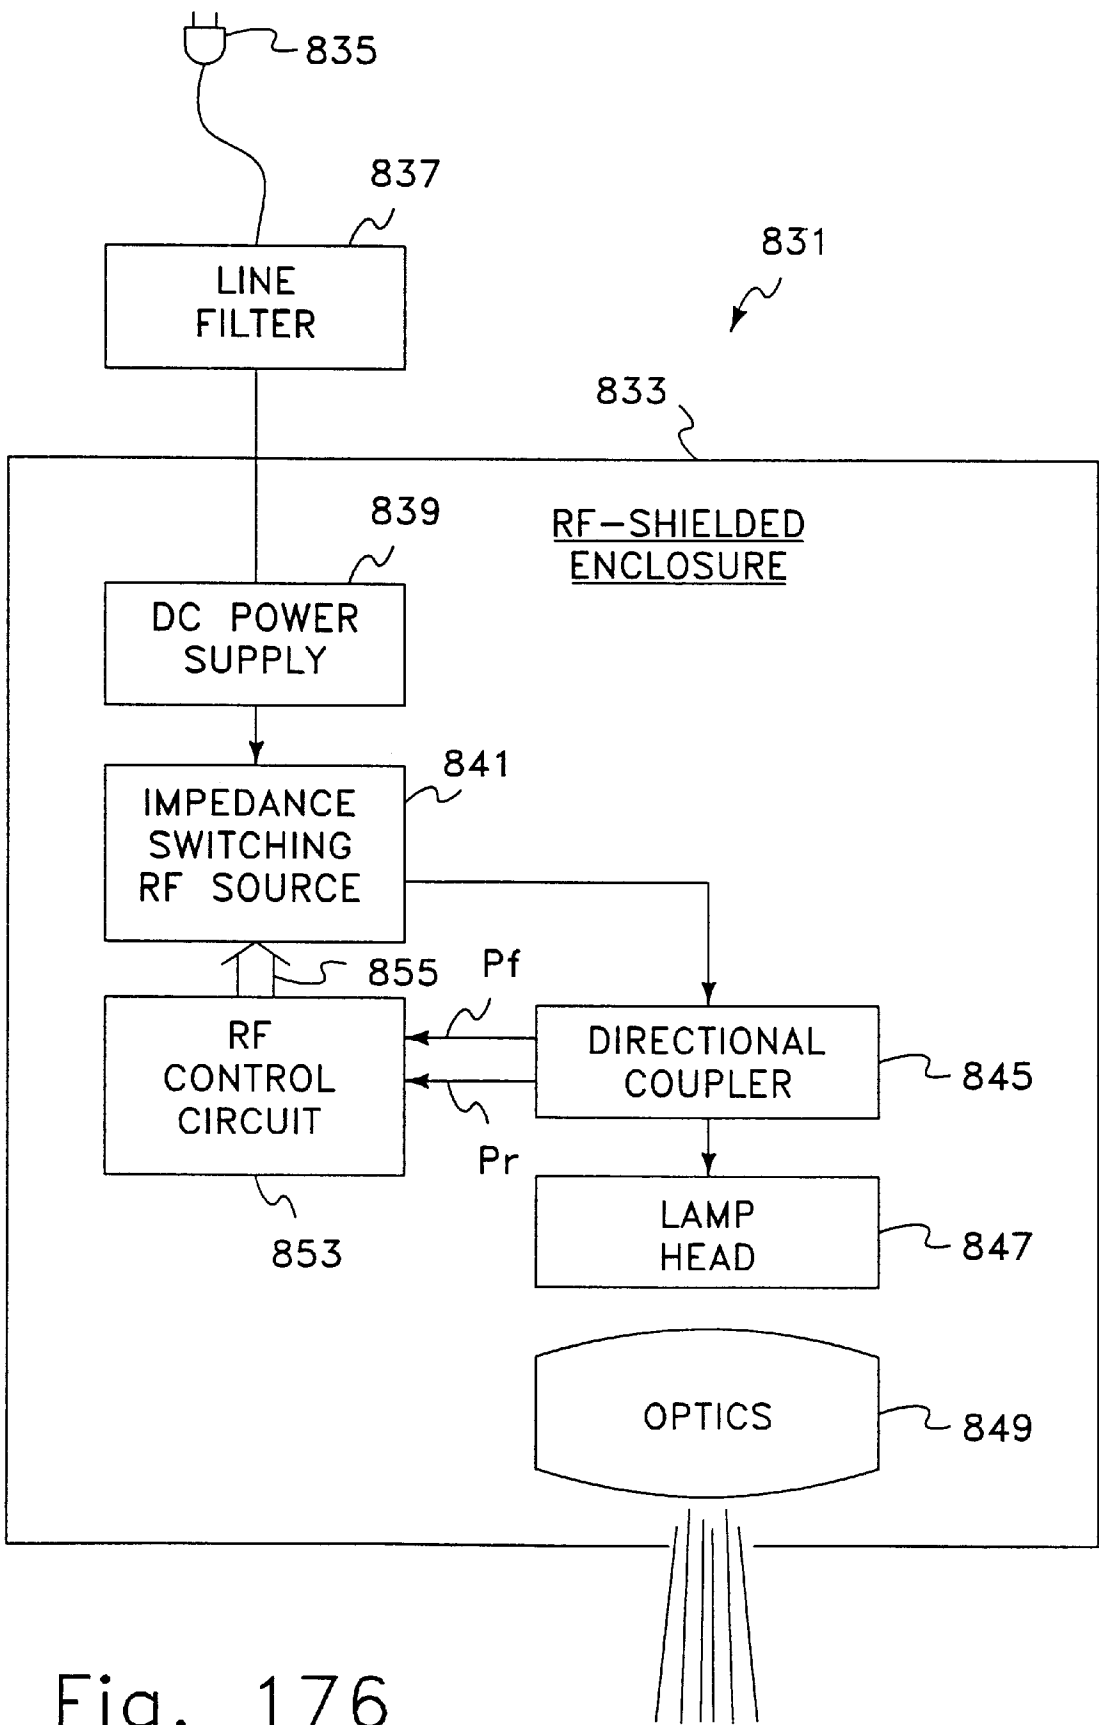 835
837
LINE
FILTER
831
833
839
RF-SHIELDED
ENCLOSURE
DC POWER
SUPPLY
841
IMPEDANCE
SWITCHING
RF SOURCE
855
Pf
RF
CONTROL
CIRCUIT
DIRECTIONAL
COUPLER
845
Pr
853
LAMP
HEAD
847
OPTICS
849
Fig. 176